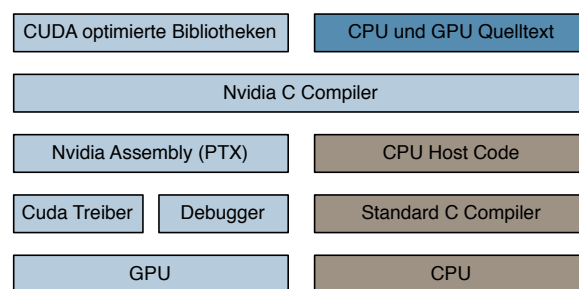 CUDA optimierte Bibliotheken
CPU und GPU Quelltext
Nvidia C Compiler
Nvidia Assembly (PTX)
CPU Host Code
Cuda Treiber
Debugger
Standard C Compiler
GPU
CPU